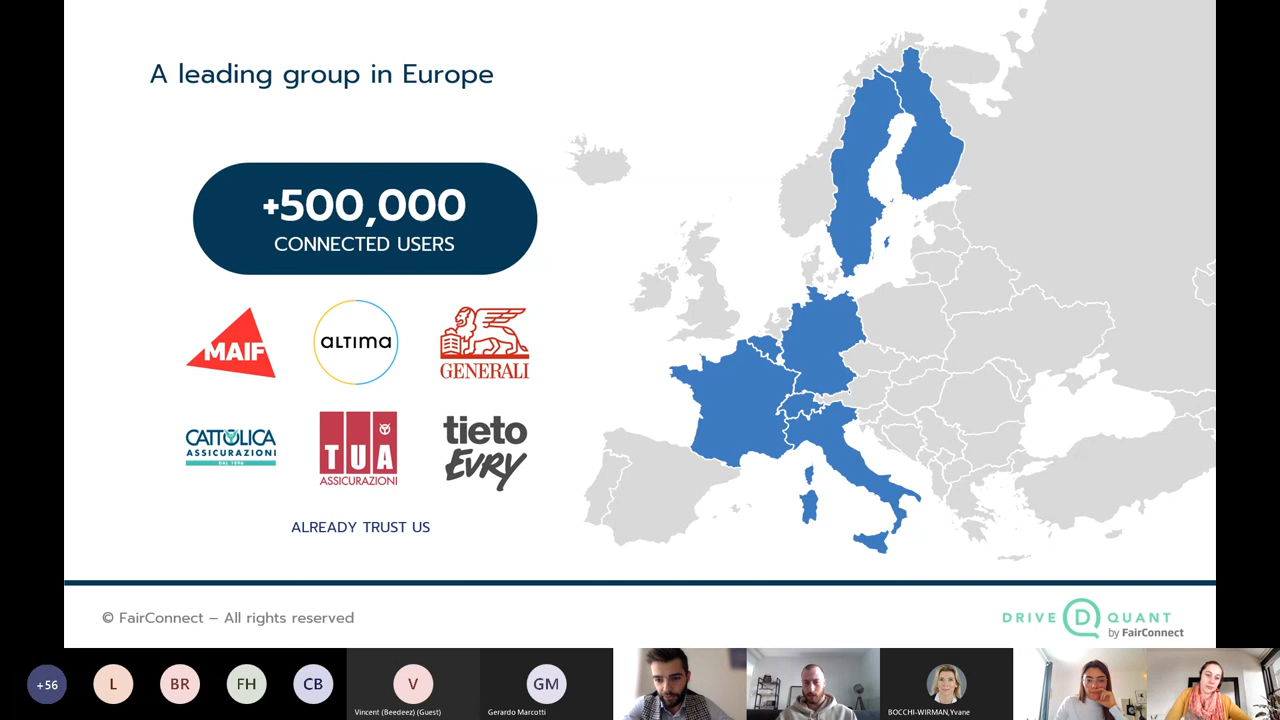 A leading group in Europe
+500,000
CONNECTED USERS
MAIF
ALTIMA
GENERALI
CATTOLICA
ASSICURAZIONI
DAL 1896
TUA
ASSICURAZIONI
tieto
Evry
ALREADY TRUST US
© FairConnect – All rights reserved
DRIVE D QUANT
by FairConnect
+56
L
BR
FH
CB
V
GM
Vincent (Beedeez) (Guest)
Gerardo Marcotti
BOCCHI-WIRMAN,Yvane